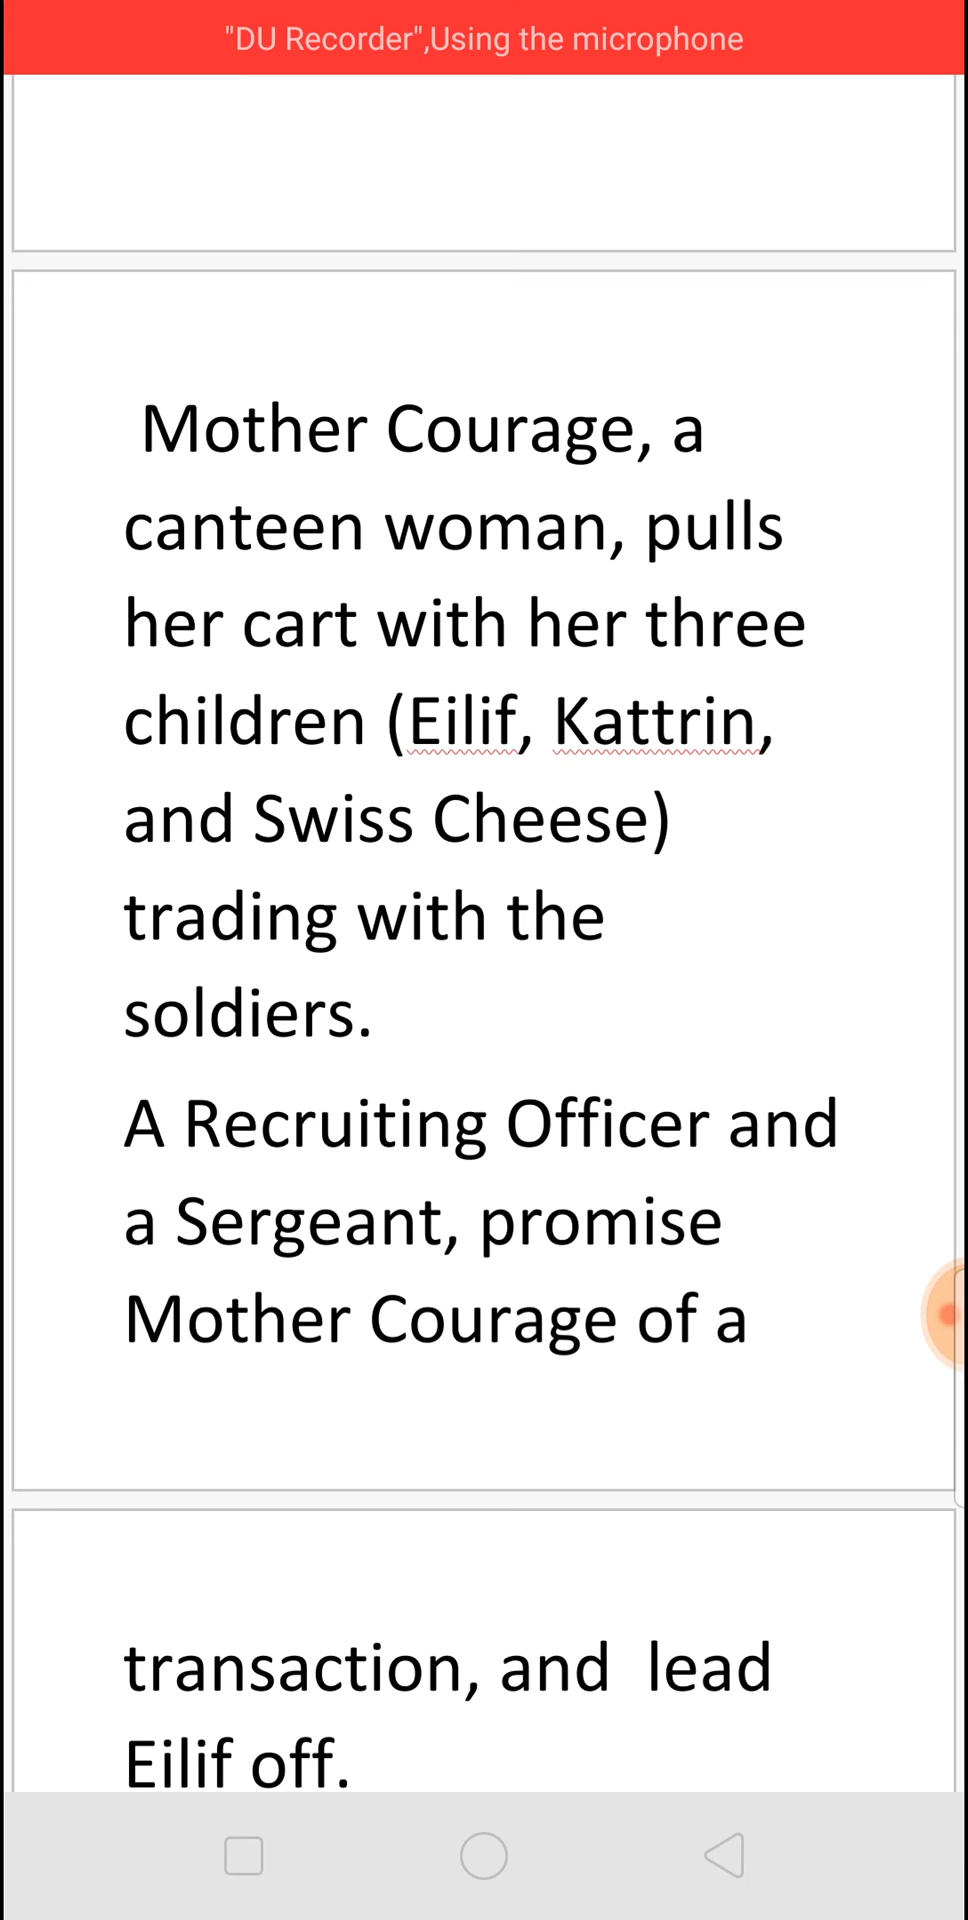 "DU Recorder",Using the microphone
Mother Courage, a
canteen woman, pulls
her cart with her three
children (Eilif, Kattrin,
and Swiss Cheese)
trading with the
soldiers.
A Recruiting Officer and
a Sergeant, promise
Mother Courage of a
transaction, and  lead
Eilif off.